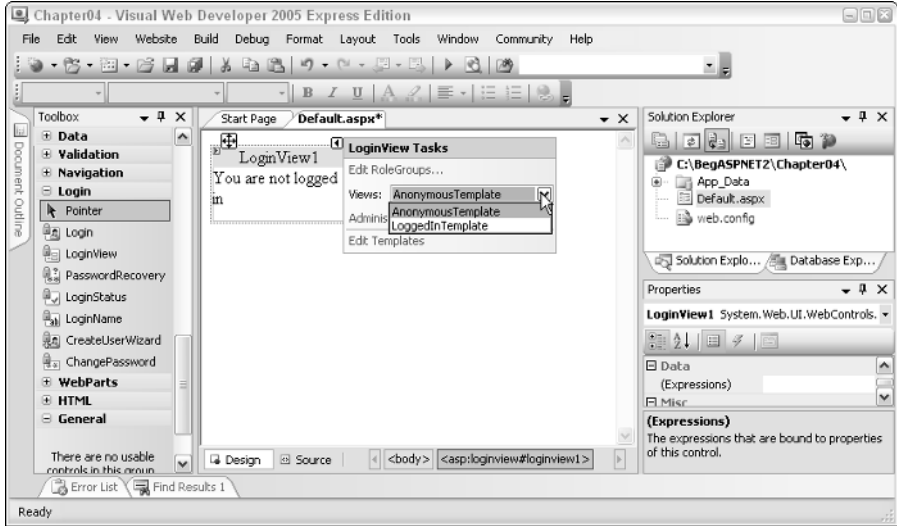 Chapter04 - Visual Web Developer 2005 Express Edition
File Edit View Website Build Debug Format Layout Tools Window Community Help
B I U A
Document Outline
Toolbox
Data
Validation
Navigation
Login
Pointer
Login
LoginView
PasswordRecovery
LoginStatus
LoginName
CreateUserWizard
ChangePassword
WebParts
HTML
General
There are no usable
controls in this group
Start Page Default.aspx*
LoginView1
You are not logged
in
LoginView Tasks
Edit RoleGroups...
Views: AnonymousTemplate
AnonymousTemplate
LoggedInTemplate
Adminis
Edit Templates
Design Source <body> <asp:loginview#loginview1>
Solution Explorer
C:\BegASPNET2\Chapter04\
App_Data
Default.aspx
web.config
Solution Explo... Database Exp...
Properties
LoginView1 System.Web.UI.WebControls.
Data
(Expressions)
Misc
(Expressions)
The expressions that are bound to properties
of this control.
Error List Find Results 1
Ready